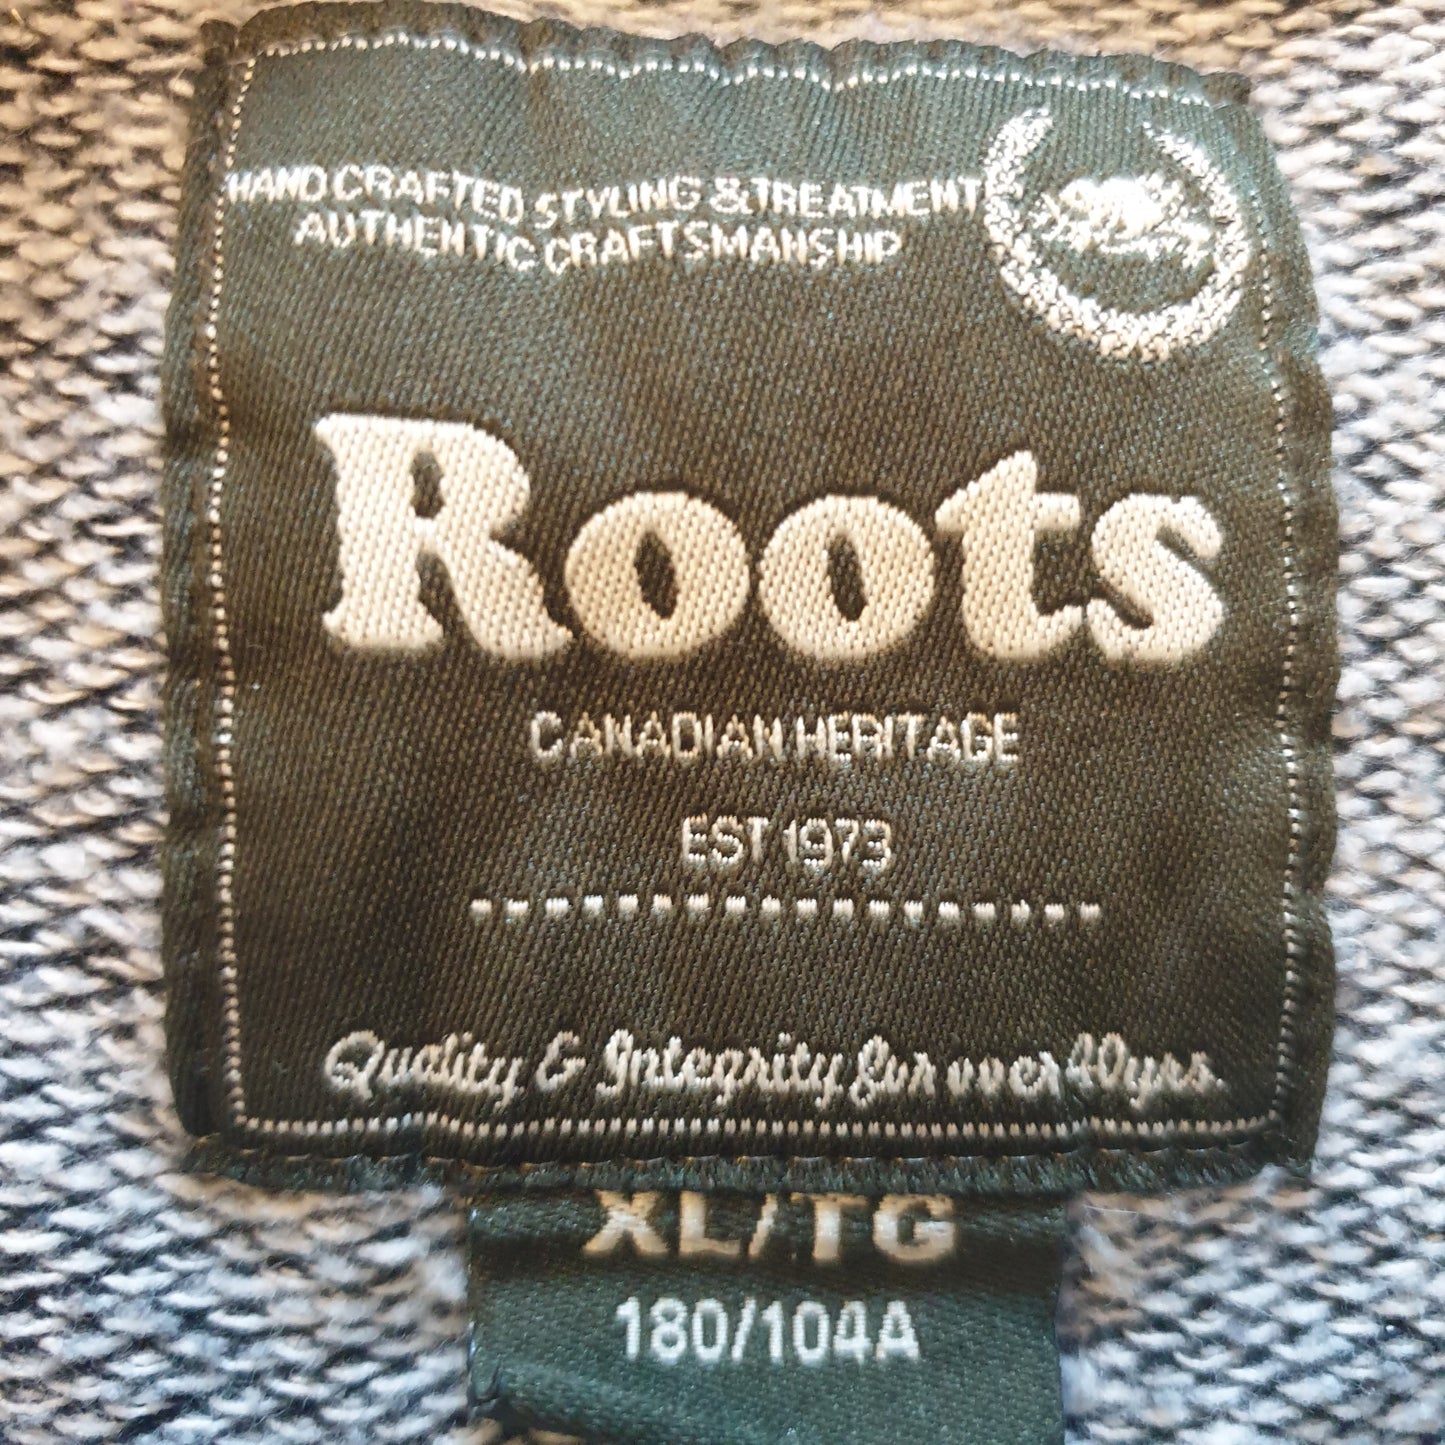 HAND CRAFTED STYLING & TREATMENT
AUTHENTIC CRAFTSMANSHIP
Roots
CANADIAN HERITAGE
EST 1973
Quality & Integrity for over 40yrs.
XL/TG
180/104A